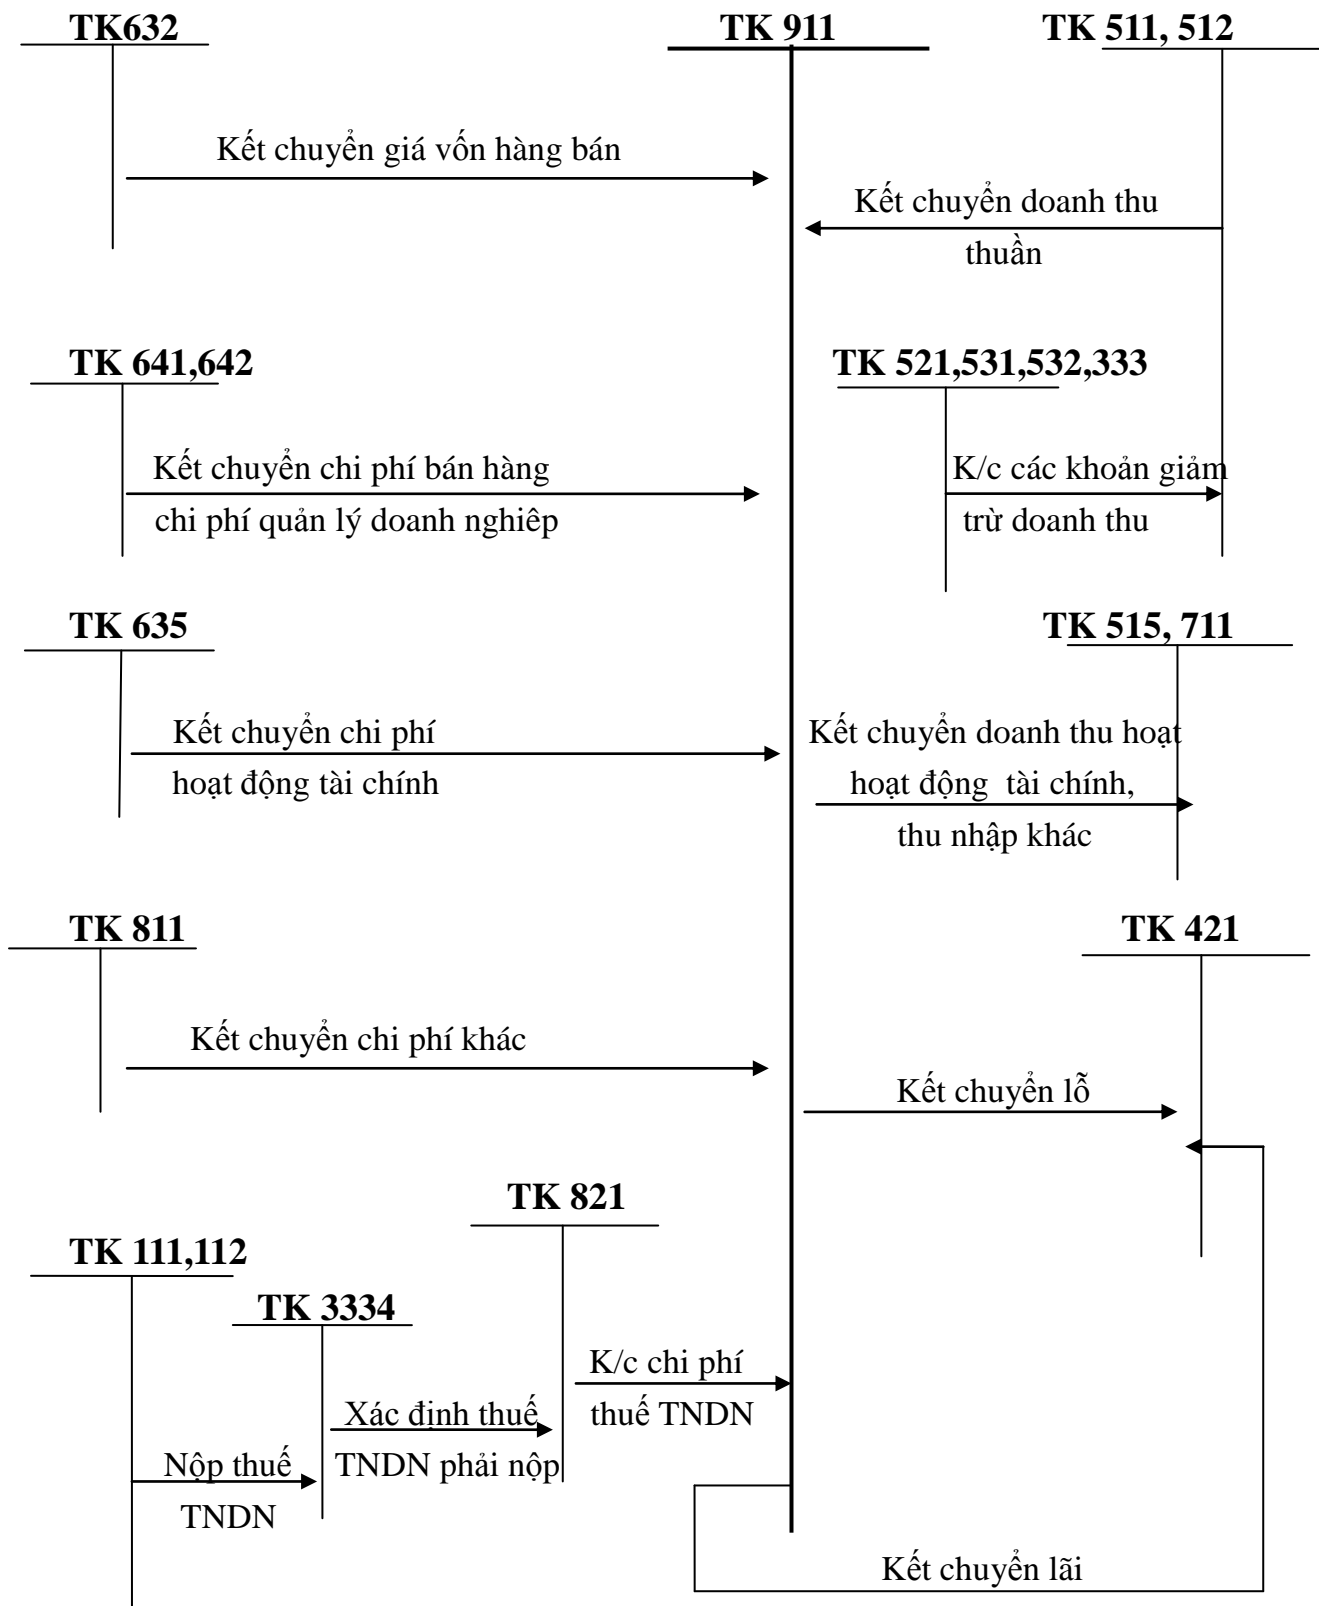 TK632
TK 911
TK 511, 512
Kết chuyển giá vốn hàng bán
Kết chuyển doanh thu
thuần
TK 641,642
TK 521,531,532,333
Kết chuyển chi phí bán hàng
chi phí quản lý doanh nghiêp
K/c các khoản giảm
trừ doanh thu
TK 635
TK 515, 711
Kết chuyển chi phí
hoạt động tài chính
Kết chuyển doanh thu hoạt
hoạt động tài chính,
thu nhập khác
TK 811
TK 421
Kết chuyển chi phí khác
Kết chuyển lỗ
TK 821
TK 111,112
TK 3334
K/c chi phí
thuế TNDN
Xác định thuế
TNDN phải nộp
Nộp thuế
TNDN
Kết chuyển lãi